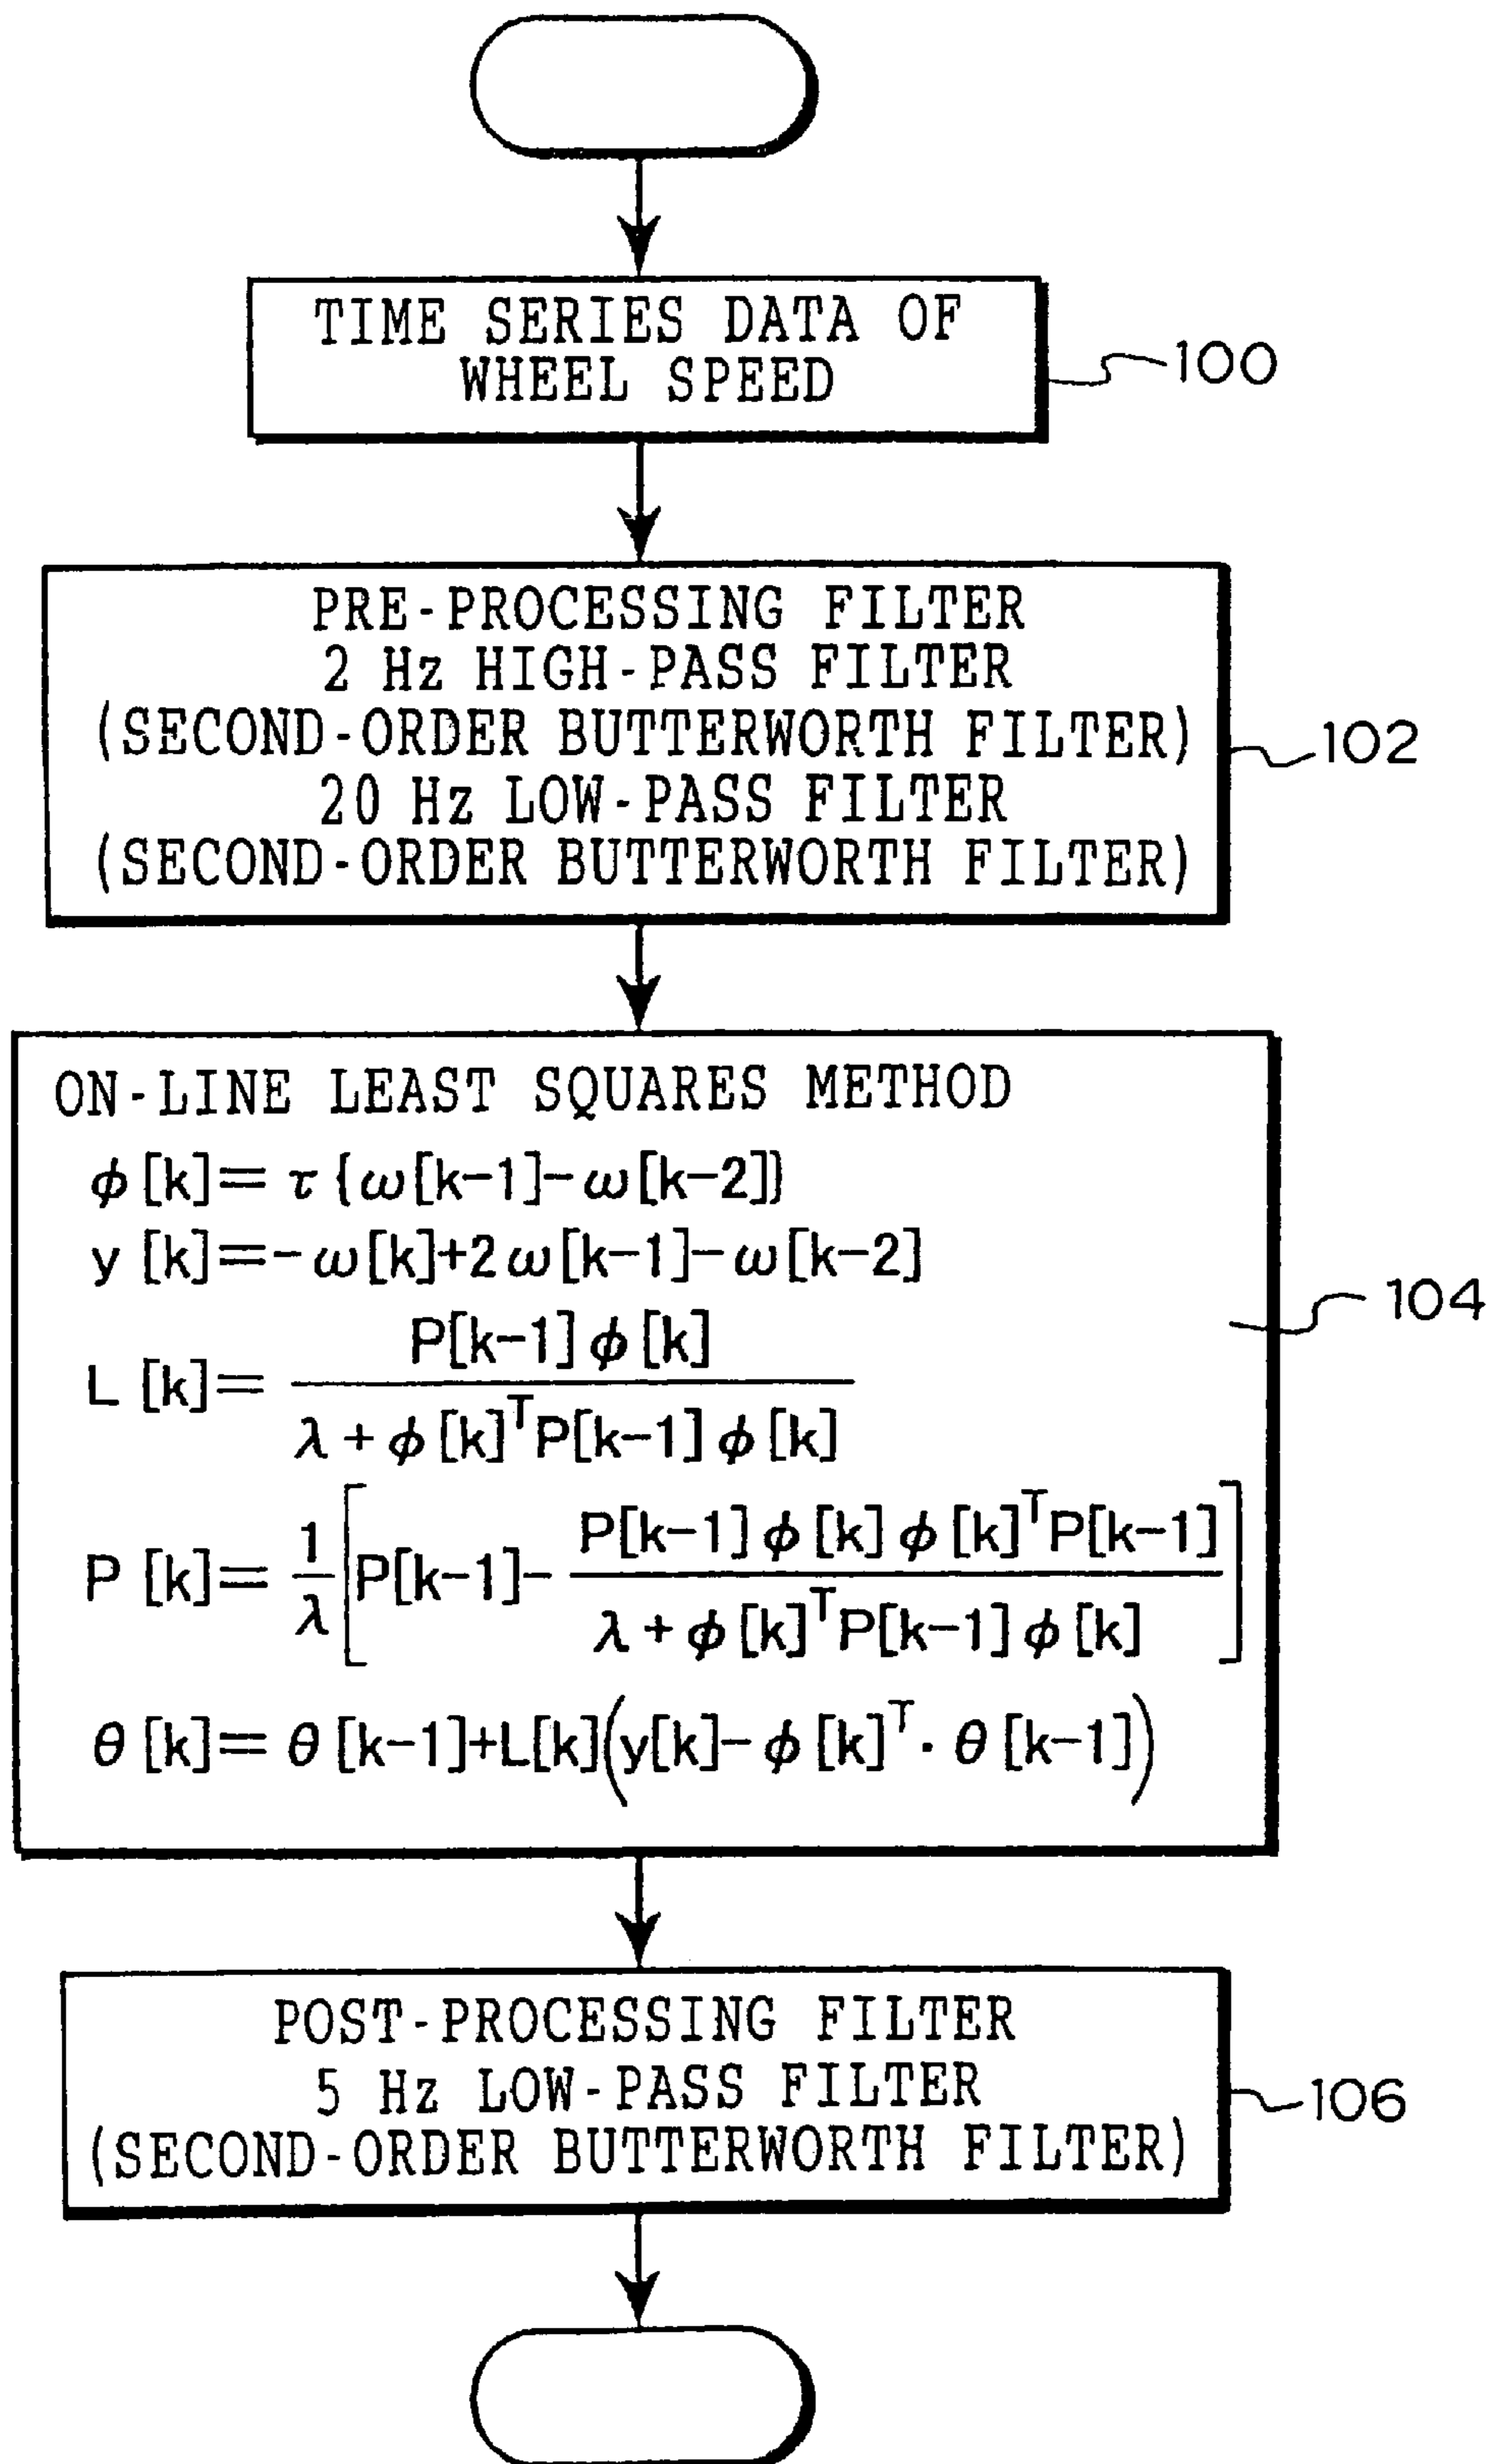 TIME SERIES DATA OF
WHEEL SPEED
100
PRE-PROCESSING FILTER
2 Hz HIGH-PASS FILTER
(SECOND-ORDER BUTTERWORTH FILTER)
20 Hz LOW-PASS FILTER
(SECOND-ORDER BUTTERWORTH FILTER)
102
ON-LINE LEAST SQUARES METHOD
ϕ[k]= τ{ω[k-1]-ω[k-2]}
y[k]=-ω[k]+2ω[k-1]-ω[k-2]
L[k]= P[k-1]ϕ[k] / λ+ϕ[k]ᵀP[k-1]ϕ[k]
104
P[k]= 1/λ [P[k-1]- P[k-1]ϕ[k]ϕ[k]ᵀP[k-1] / λ+ϕ[k]ᵀP[k-1]ϕ[k]]
θ[k]= θ[k-1]+L[k](y[k]-ϕ[k]ᵀ·θ[k-1])
POST-PROCESSING FILTER
5 Hz LOW-PASS FILTER
(SECOND-ORDER BUTTERWORTH FILTER)
106